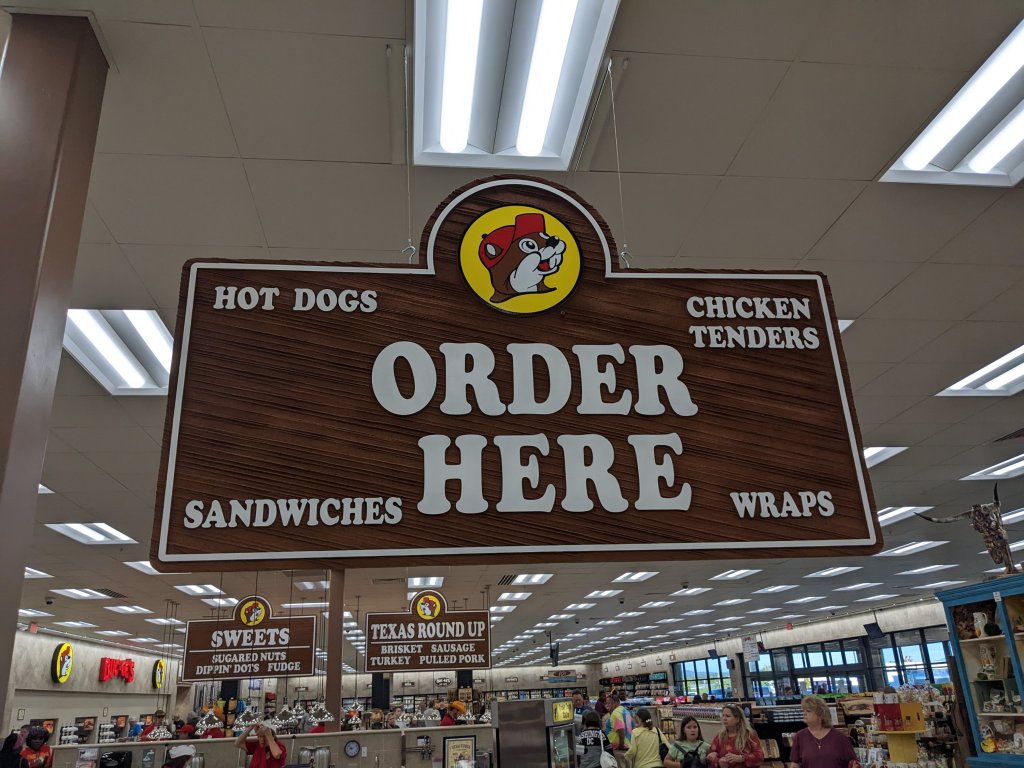 HOT DOGS
CHICKEN
TENDERS
ORDER
HERE
SANDWICHES
WRAPS
SWEETS
SUGARED NUTS
DIPPIN' DOTS FUDGE
TEXAS ROUND UP
BRISKET SAUSAGE
TURKEY PULLED PORK